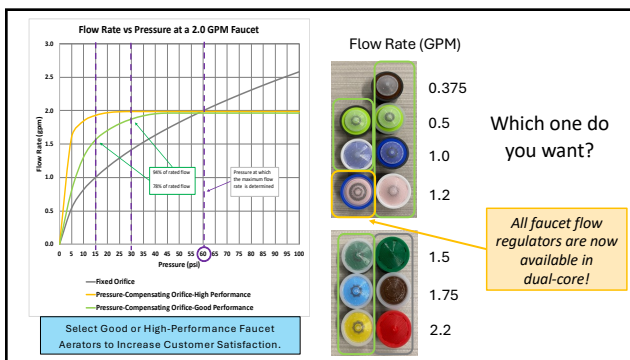 Flow Rate vs Pressure at a 2.0 GPM Faucet
3.0
2.5
2.0
1.5
1.0
0.5
0.0
Flow Rate (gpm)
94% of rated flow
78% of rated flow
Pressure at which
the maximum flow
rate is determined
0 5 10 15 20 25 30 35 40 45 50 55 60 65 70 75 80 85 90 95 100
Pressure (psi)
Fixed Orifice
Pressure-Compensating Orifice-High Performance
Pressure-Compensating Orifice-Good Performance
Select Good or High-Performance Faucet
Aerators to Increase Customer Satisfaction.
Flow Rate (GPM)
0.375
0.5
1.0
1.2
1.5
1.75
2.2
Which one do
you want?
All faucet flow
regulators are now
available in
dual-core!